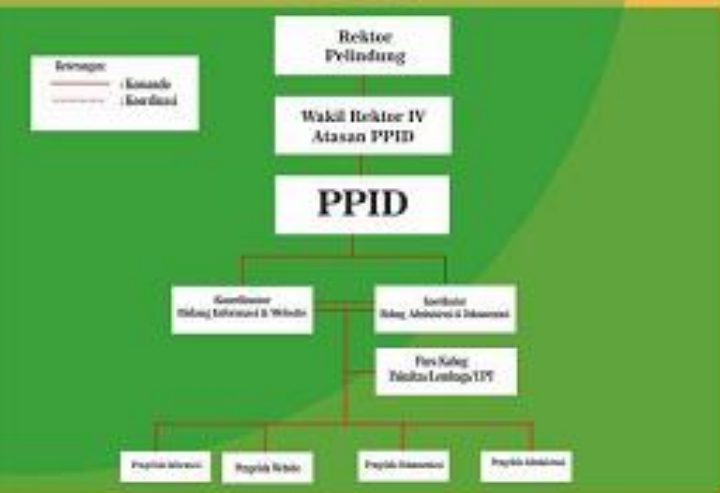 Rektor
Pelindung
Keterangan:
: Komando
: Koordinasi
Wakil Rektor IV
Atasan PPID
PPID
Koordinator
Bidang Informasi & Website
Koordinator
Bidang Administrasi & Dokumentasi
Para Kabag
Fakultas/Lembaga/UPT
Pengelola Informasi
Pengelola Website
Pengelola Dokumentasi
Pengelola Administrasi